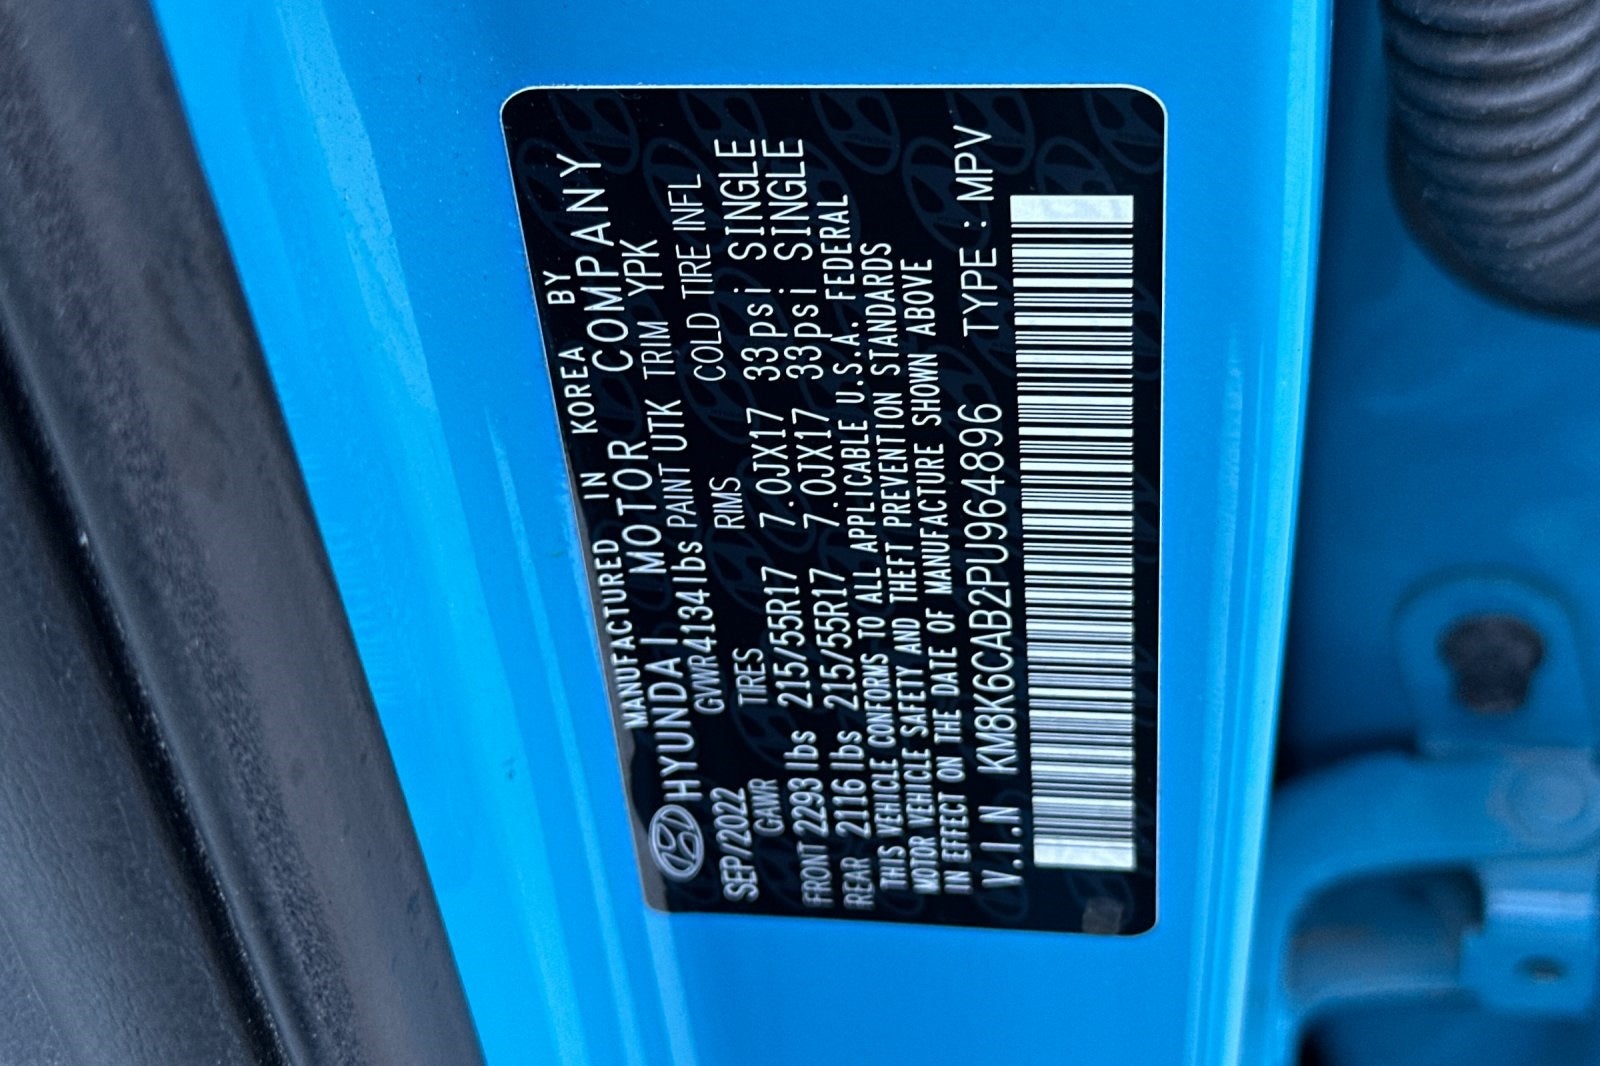 MANUFACTURED IN KOREA BY
HYUNDAI MOTOR COMPANY
SEP/2022 GVWR 4134 lbs PAINT UTK TRIM YPK
GAWR TIRES RIMS COLD TIRE INFL
FRONT 2293 lbs 215/55R17 7.0JX17 33psi SINGLE
REAR 2116 lbs 215/55R17 7.0JX17 33psi SINGLE
THIS VEHICLE CONFORMS TO ALL APPLICABLE U.S.A. FEDERAL
MOTOR VEHICLE SAFETY AND THEFT PREVENTION STANDARDS
IN EFFECT ON THE DATE OF MANUFACTURE SHOWN ABOVE
V.I.N KM8K6CAB2PU964896 TYPE : MPV